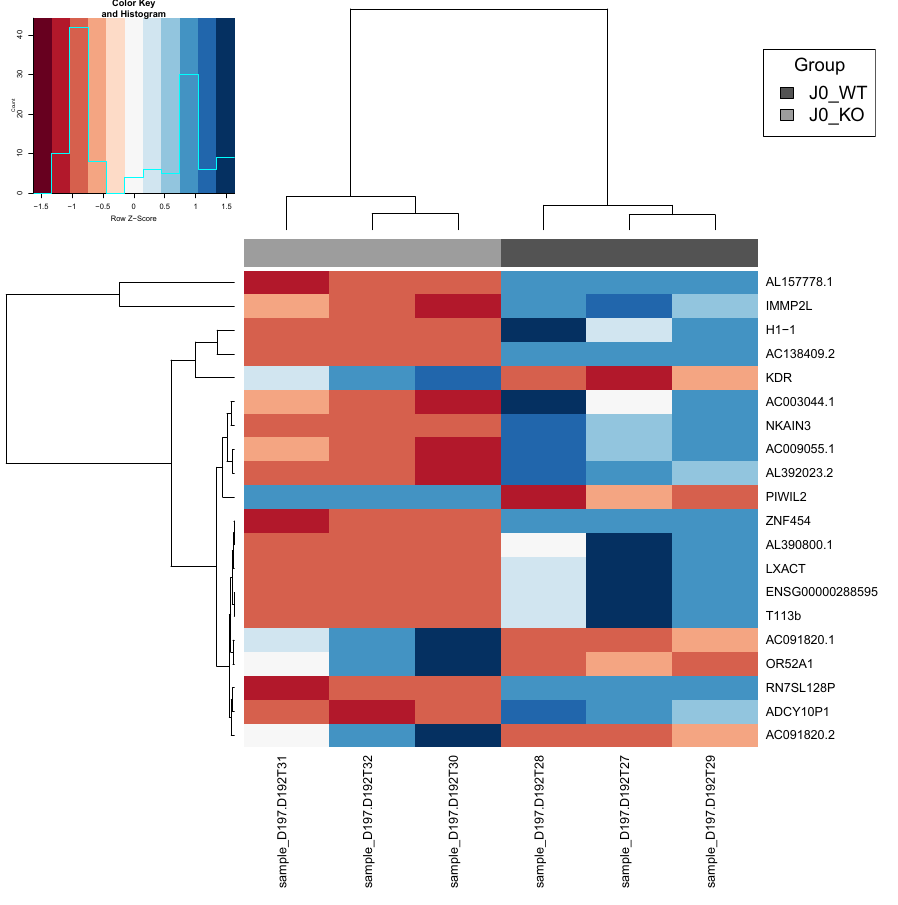 Color Key
and Histogram
Count
0
10
20
30
40
−1.5 −1 −0.5 0 0.5 1 1.5
Row Z−Score
Group
J0_WT
J0_KO
AL157778.1
IMMP2L
H1−1
AC138409.2
KDR
AC003044.1
NKAIN3
AC009055.1
AL392023.2
PIWIL2
ZNF454
AL390800.1
LXACT
ENSG00000288595
T113b
AC091820.1
OR52A1
RN7SL128P
ADCY10P1
AC091820.2
sample_D197.D192T31
sample_D197.D192T32
sample_D197.D192T30
sample_D197.D192T28
sample_D197.D192T27
sample_D197.D192T29